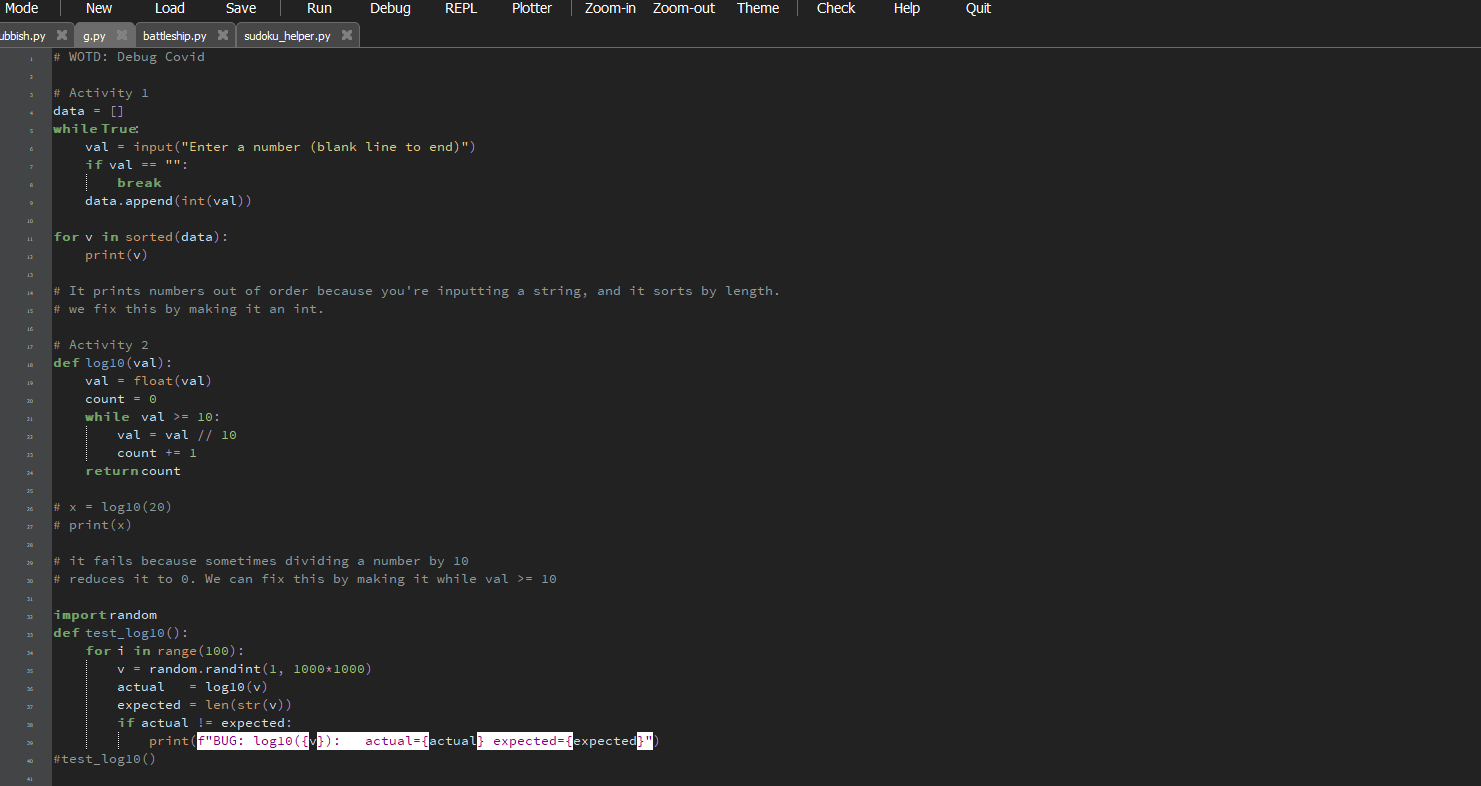 Mode New Load Save Run Debug REPL Plotter Zoom-in Zoom-out Theme Check Help Quit
ubbish.py g.py battleship.py sudoku_helper.py
1 # WOTD: Debug Covid
2
3 # Activity 1
4 data = []
5 while True:
6 val = input("Enter a number (blank line to end)")
7 if val == "":
8 break
9 data.append(int(val))
10
11 for v in sorted(data):
12 print(v)
13
14 # It prints numbers out of order because you're inputting a string, and it sorts by length.
15 # we fix this by making it an int.
16
17 # Activity 2
18 def log10(val):
19 val = float(val)
20 count = 0
21 while val >= 10:
22 val = val // 10
23 count += 1
24 return count
25
26 # x = log10(20)
27 # print(x)
28
29 # it fails because sometimes dividing a number by 10
30 # reduces it to 0. We can fix this by making it while val >= 10
31
32 import random
33 def test_log10():
34 for i in range(100):
35 v = random.randint(1, 1000*1000)
36 actual = log10(v)
37 expected = len(str(v))
38 if actual != expected:
39 print(f"BUG: log10({v}): actual={actual} expected={expected}")
40 #test_log10()
41